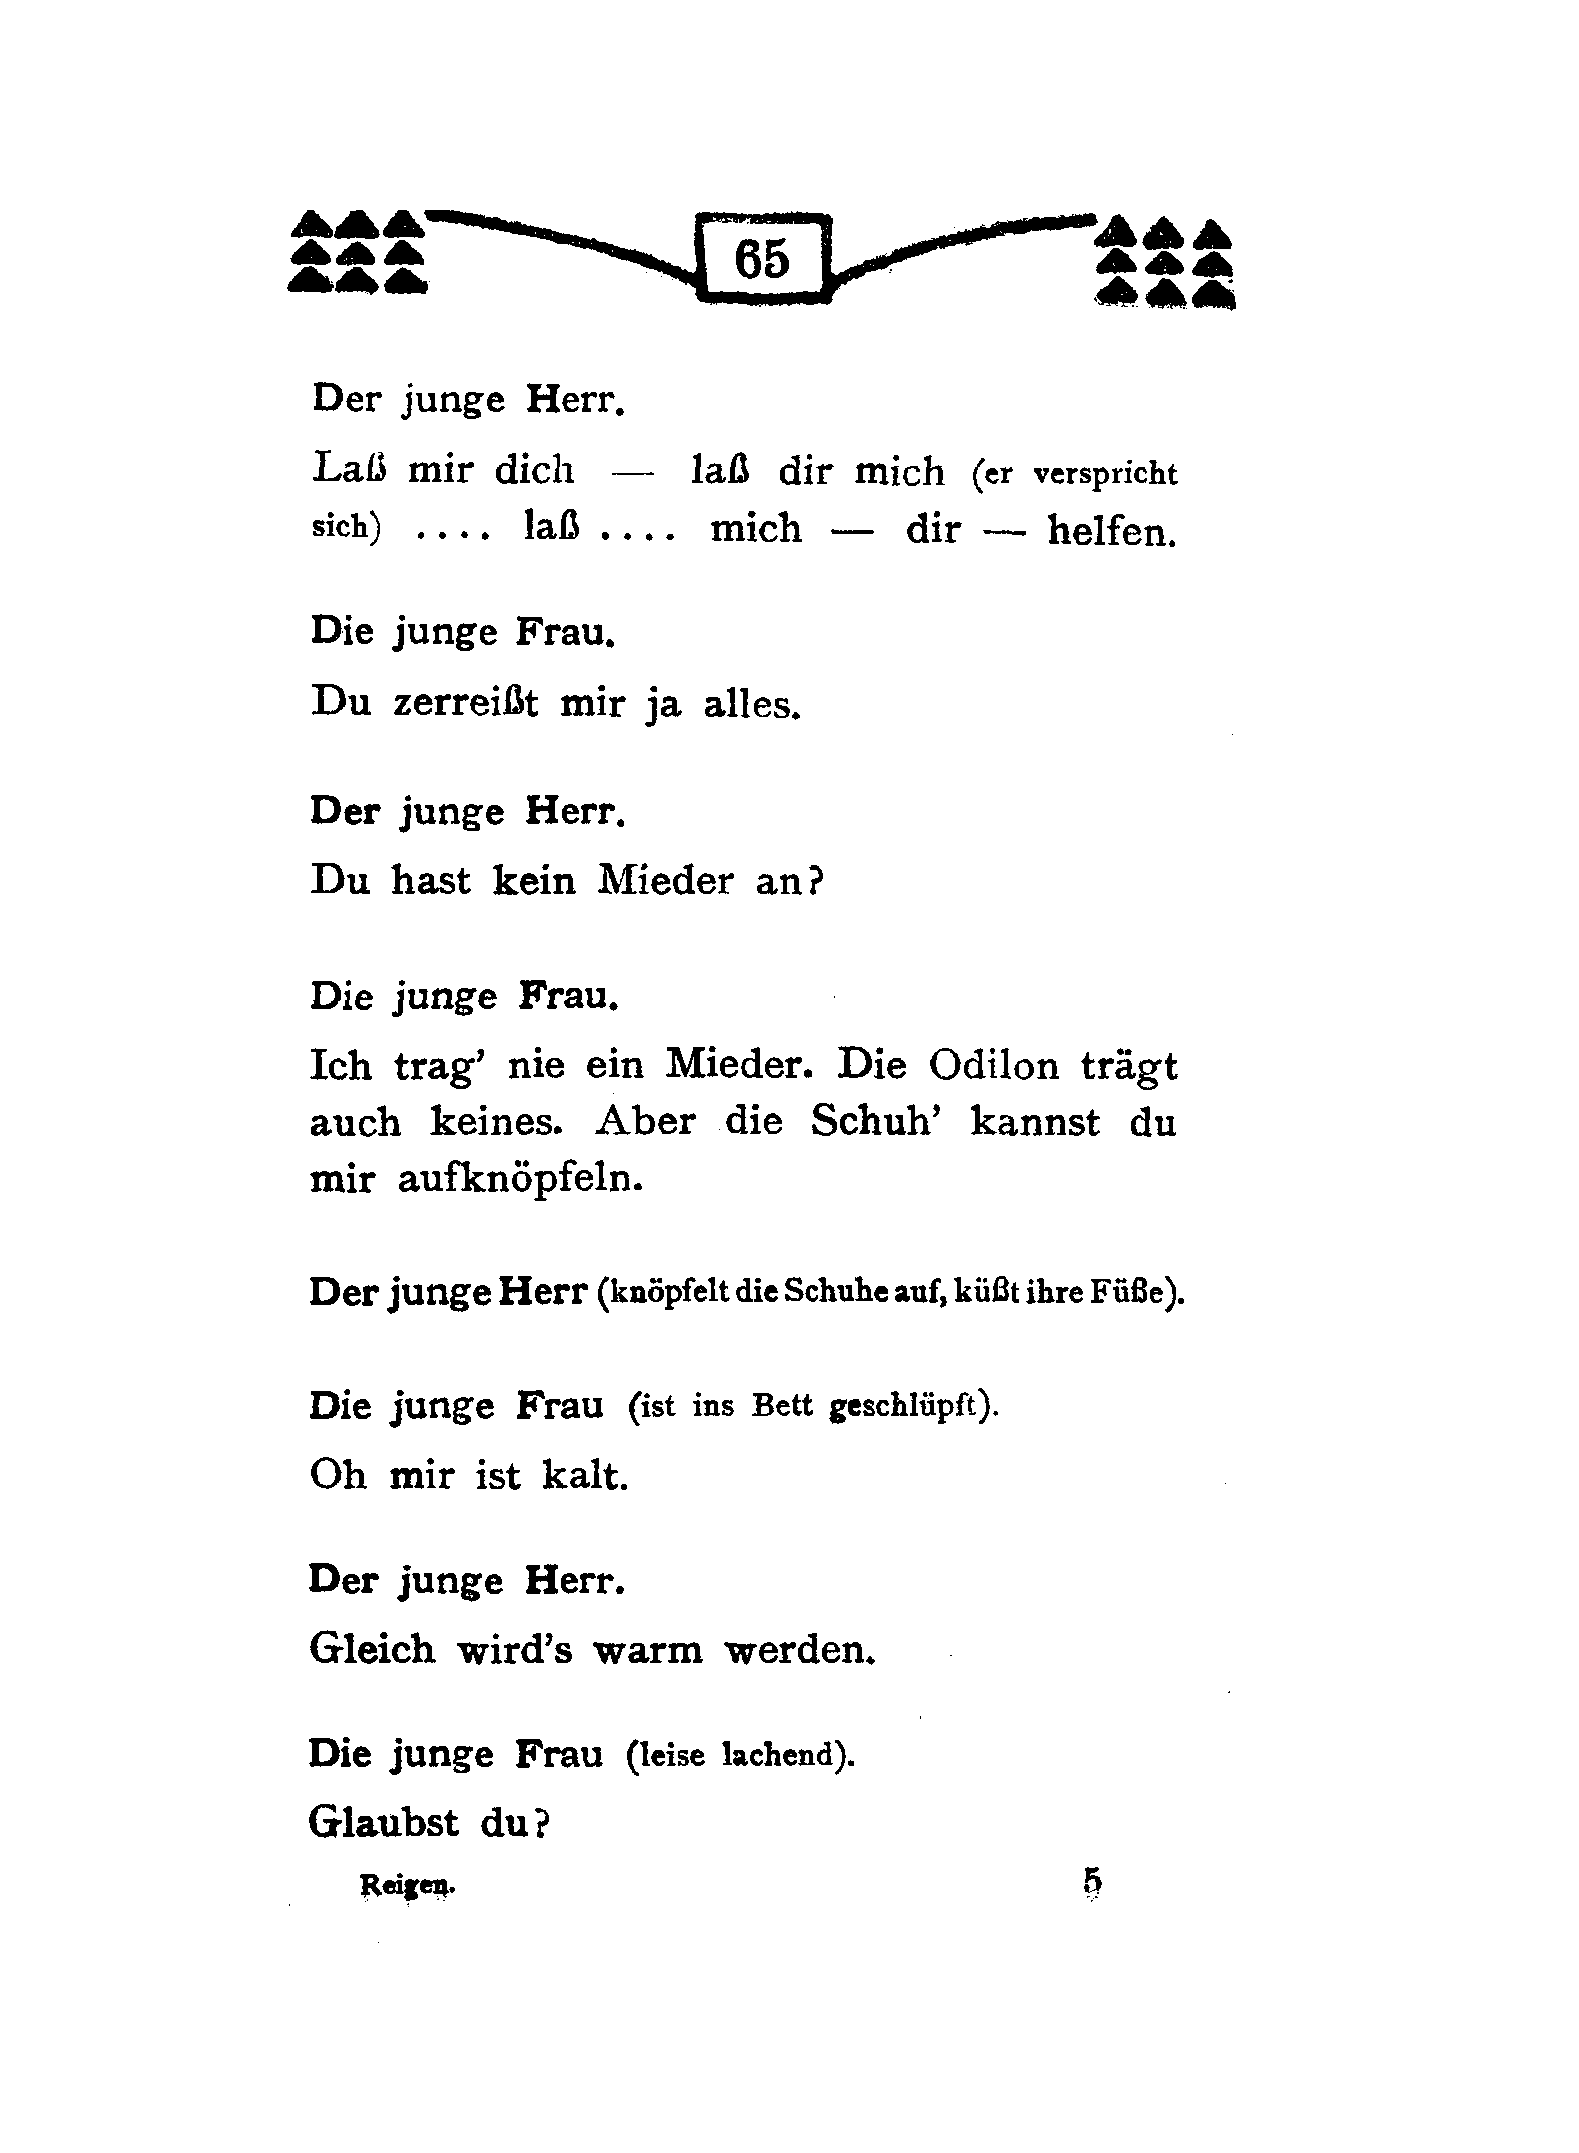 65
Der junge Herr.
Laß mir dich — laß dir mich (er verspricht
sich) .... laß .... mich — dir — helfen.
Die junge Frau.
Du zerreißt mir ja alles.
Der junge Herr.
Du hast kein Mieder an?
Die junge Frau.
Ich trag’ nie ein Mieder. Die Odilon trägt
auch keines. Aber die Schuh’ kannst du
mir aufknöpfeln.
Der junge Herr (knöpfelt die Schuhe auf, küßt ihre Füße).
Die junge Frau (ist ins Bett geschlüpft).
Oh mir ist kalt.
Der junge Herr.
Gleich wird’s warm werden.
Die junge Frau (leise lachend).
Glaubst du?
Reigen. 5